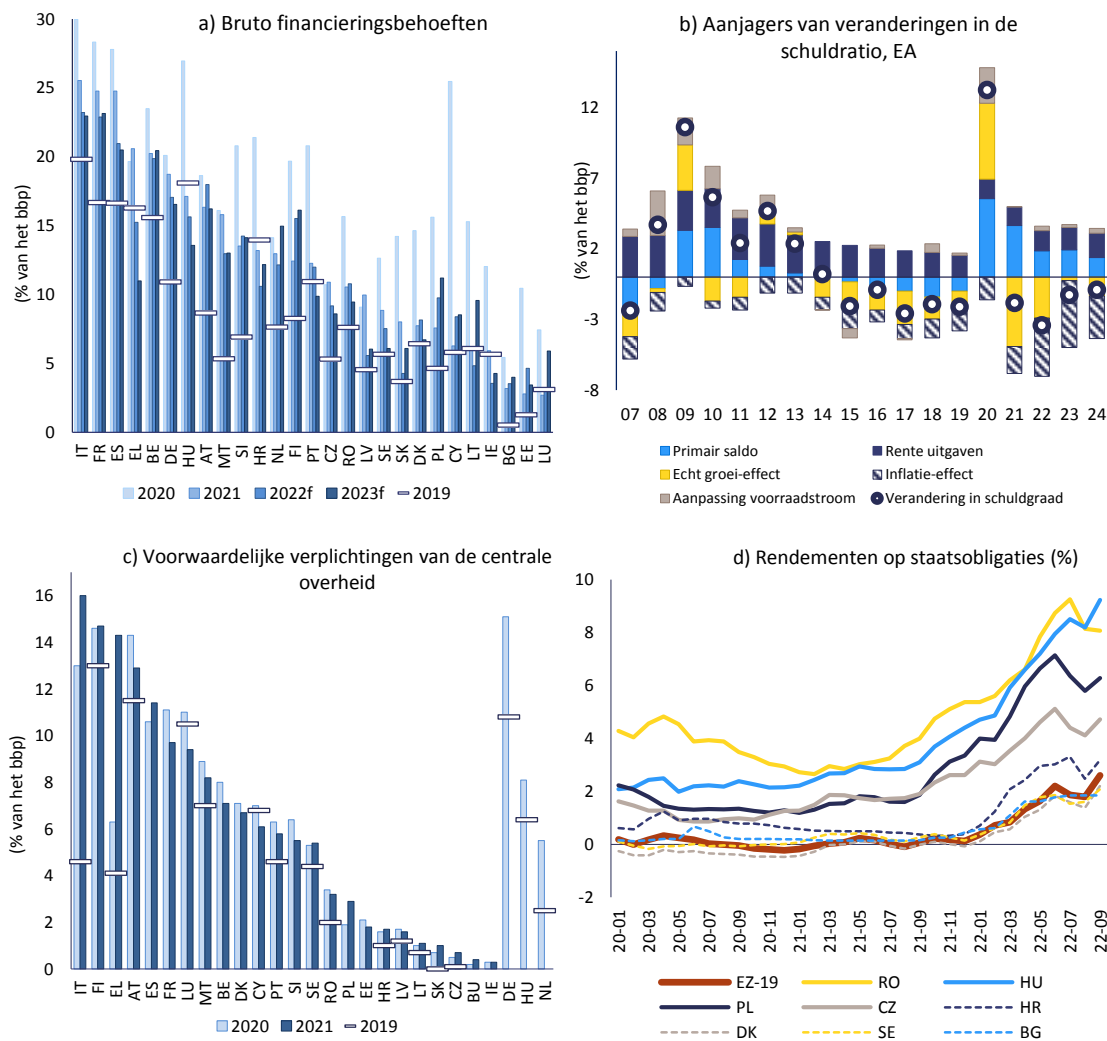 a) Bruto financieringsbehoeften
(% van het bbp)
30
25
20
15
10
5
0
IT FR ES EL BE DE HU AT MT SI HR NL FI PT CZ RO LV SE SK DK PL CY LT IE BG EE LU
2020 2021 2022f 2023f 2019
b) Aanjagers van veranderingen in de
schuldratio, EA
(% van het bbp)
12
7
2
-3
-8
07 08 09 10 11 12 13 14 15 16 17 18 19 20 21 22 23 24
Primair saldo Rente uitgaven
Echt groei-effect Inflatie-effect
Aanpassing voorraadstroom Verandering in schuldgraad
c) Voorwaardelijke verplichtingen van de centrale
overheid
(% van het bbp)
16
14
12
10
8
6
4
2
0
IT FI EL AT ES FR LU MT BE DK CY PT SI SE RO PL EE HR LV LT SK CZ BU IE DE HU NL
2020 2021 2019
d) Rendementen op staatsobligaties (%)
10
8
6
4
2
0
-2
20-01 20-03 20-05 20-07 20-09 20-11 21-01 21-03 21-05 21-07 21-09 21-11 22-01 22-03 22-05 22-07 22-09
EZ-19 RO HU
PL CZ HR
DK SE BG